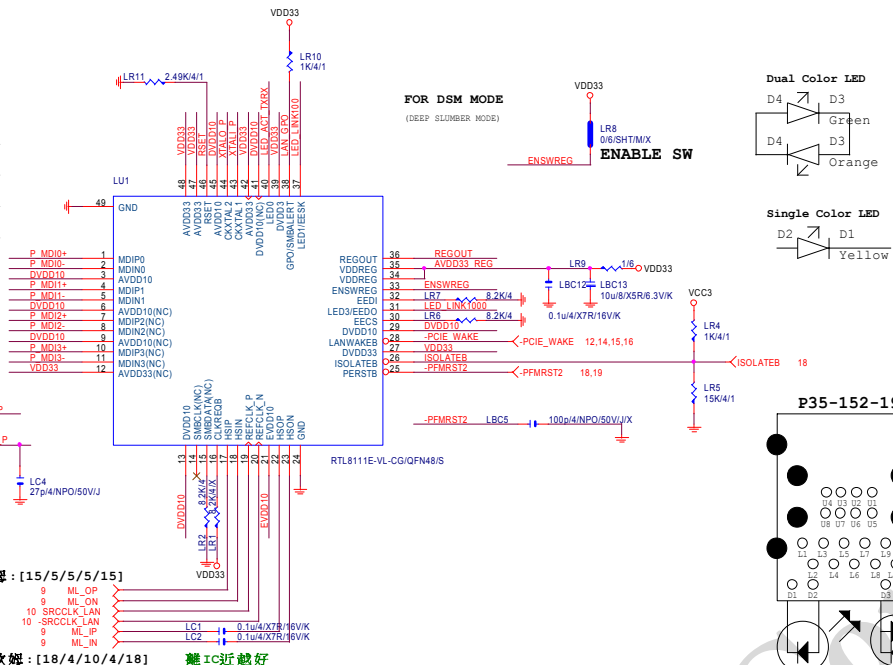 VDD33
LR11 2.49K/4/1
LR10
1K/4/1
FOR DSM MODE
(DEEP SLUMBER MODE)
VDD33
LR8
0/6/SHT/M/X
ENSWREG
ENABLE SW
Dual Color LED
D4 D3
Green
D4 D3
Orange
Single Color LED
D2 D1
Yellow
VDD33
VDD33
RSET
DVDD10
XTALO_P
XTALI_P
VDD33
DVDD10
LED_ACT_TXRX
VDD33
LAN_GPO
LED_LINK100
LU1
48 47 46 45 44 43 42 41 40 39 38 37
AVDD33
AVDD33
RSET
AVDD10
CKXTAL2
CKXTAL1
AVDD33
DVDD10(NC)
LED0
DVDD33
GPO/SMBALERT
LED1/EESK
49 GND
P_MDI0+ 1 MDIP0
P_MDI0- 2 MDIN0
DVDD10 3 AVDD10
P_MDI1+ 4 MDIP1
P_MDI1- 5 MDIN1
DVDD10 6 AVDD10(NC)
P_MDI2+ 7 MDIP2(NC)
P_MDI2- 8 MDIN2(NC)
DVDD10 9 AVDD10(NC)
P_MDI3+ 10 MDIP3(NC)
P_MDI3- 11 MDIN3(NC)
VDD33 12 AVDD33(NC)
REGOUT 36 REGOUT
VDDREG 35 AVDD33_REG
VDDREG 34
ENSWREG 33 ENSWREG
EEDI 32 LR7 8.2K/4
LED3/EEDO 31 LED_LINK1000
EECS 30 LR6 8.2K/4
DVDD10 29 DVDD10
LANWAKEB 28 -PCIE_WAKE -PCIE_WAKE 12,14,15,16
DVDD33 27 VDD33
ISOLATEB 26 ISOLATEB
PERSTB 25 -PFMRST2 -PFMRST2 18,19
LR9 1/6 VDD33
LBC12 LBC13
10u/8/X5R/6.3V/K
0.1u/4/X7R/16V/K
VCC3
LR4
1K/4/1
ISOLATEB 18
LR5
15K/4/1
-PFMRST2 LBC5 100p/4/NPO/50V/J/X
DVDD10
SMBCLK(NC)
SMBDATA(NC)
CLKREQB
HSIP
HSIN
REFCLK_P
REFCLK_N
EVDD10
HSOP
HSON
GND
13 14 15 16 17 18 19 20 21 22 23 24
RTL8111E-VL-CG/QFN48/S
DVDD10
8.2K/4
8.2K/4/X
LR2
LR1
EVDD10
VDD33
LC4
27p/4/NPO/50V/J
:[15/5/5/5/15]
9 ML_OP
9 ML_ON
10 SRCCLK_LAN
10 -SRCCLK_LAN
9 ML_IP
9 ML_IN
LC1 0.1u/4/X7R/16V/K
LC2 0.1u/4/X7R/16V/K
:[18/4/10/4/18]
離IC近越好
P35-152-19
U4 U3 U2 U1
U8 U7 U6 U5
L1 L3 L5 L7 L9
L2 L4 L6 L8
D1 D2 D3